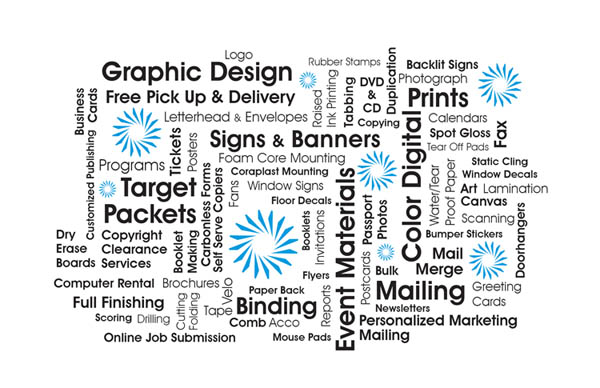 Logo
Graphic Design
Free Pick Up & Delivery
Letterhead & Envelopes
Business
Cards
Customized Publishing
Programs
Tickets
Posters
Signs & Banners
Foam Core Mounting
Coraplast Mounting
Window Signs
Floor Decals
Fans
Raised
Ink Printing
Rubber Stamps
Tabbing
DVD
&
CD
Copying
Duplication
Backlit Signs
Photograph
Prints
Calendars
Spot Gloss
Tear Off Pads
Fax
Static Cling
Window Decals
Art Lamination
Canvas
Scanning
Bumper Stickers
Water/Tear
Proof Paper
Doorhangers
Color Digital
Target
Packets
Dry
Erase
Boards
Copyright
Clearance
Services
Booklet
Making
Carbonless Forms
Self Serve Copiers
Booklets
Invitations
Event Materials
Passport
Photos
Postcards
Bulk
Mail
Merge
Mailing
Greeting
Cards
Newsletters
Personalized Marketing
Mailing
Computer Rental
Brochures
Full Finishing
Scoring
Drilling
Cutting
Folding
Tape
Velo
Paper Back
Binding
Comb Acco
Flyers
Reports
Mouse Pads
Online Job Submission